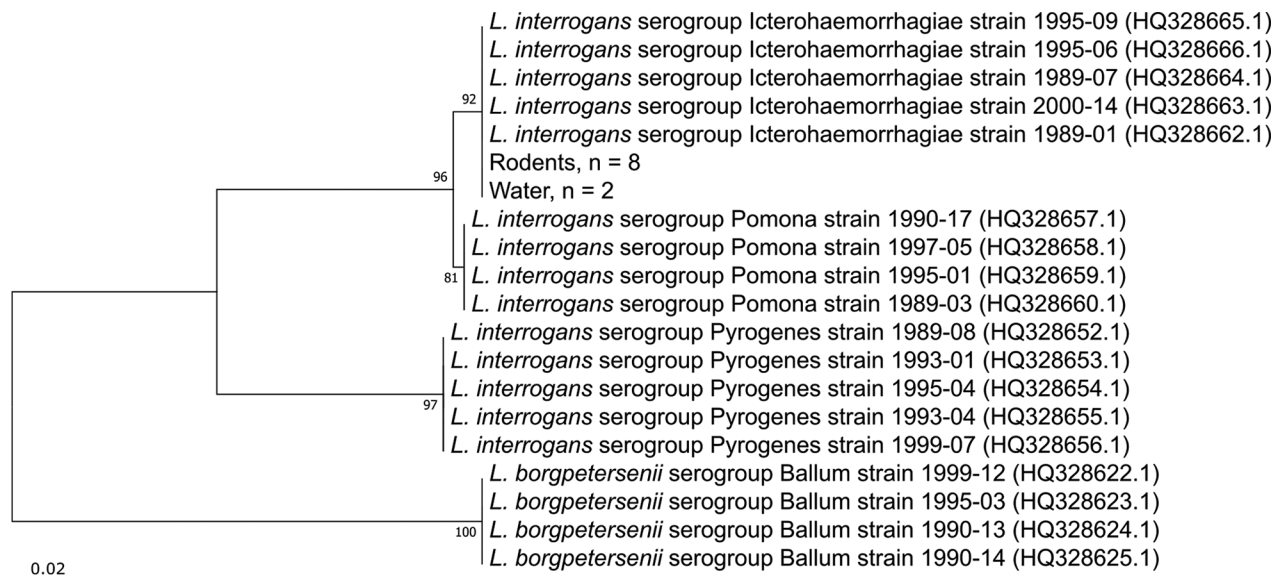 L. interrogans serogroup Icterohaemorrhagiae strain 1995-09 (HQ328665.1)
L. interrogans serogroup Icterohaemorrhagiae strain 1995-06 (HQ328666.1)
L. interrogans serogroup Icterohaemorrhagiae strain 1989-07 (HQ328664.1)
92
L. interrogans serogroup Icterohaemorrhagiae strain 2000-14 (HQ328663.1)
L. interrogans serogroup Icterohaemorrhagiae strain 1989-01 (HQ328662.1)
Rodents, n = 8
96
Water, n = 2
L. interrogans serogroup Pomona strain 1990-17 (HQ328657.1)
L. interrogans serogroup Pomona strain 1997-05 (HQ328658.1)
81
L. interrogans serogroup Pomona strain 1995-01 (HQ328659.1)
L. interrogans serogroup Pomona strain 1989-03 (HQ328660.1)
L. interrogans serogroup Pyrogenes strain 1989-08 (HQ328652.1)
L. interrogans serogroup Pyrogenes strain 1993-01 (HQ328653.1)
L. interrogans serogroup Pyrogenes strain 1995-04 (HQ328654.1)
97
L. interrogans serogroup Pyrogenes strain 1993-04 (HQ328655.1)
L. interrogans serogroup Pyrogenes strain 1999-07 (HQ328656.1)
L. borgpetersenii serogroup Ballum strain 1999-12 (HQ328622.1)
L. borgpetersenii serogroup Ballum strain 1995-03 (HQ328623.1)
100
L. borgpetersenii serogroup Ballum strain 1990-13 (HQ328624.1)
L. borgpetersenii serogroup Ballum strain 1990-14 (HQ328625.1)
0.02